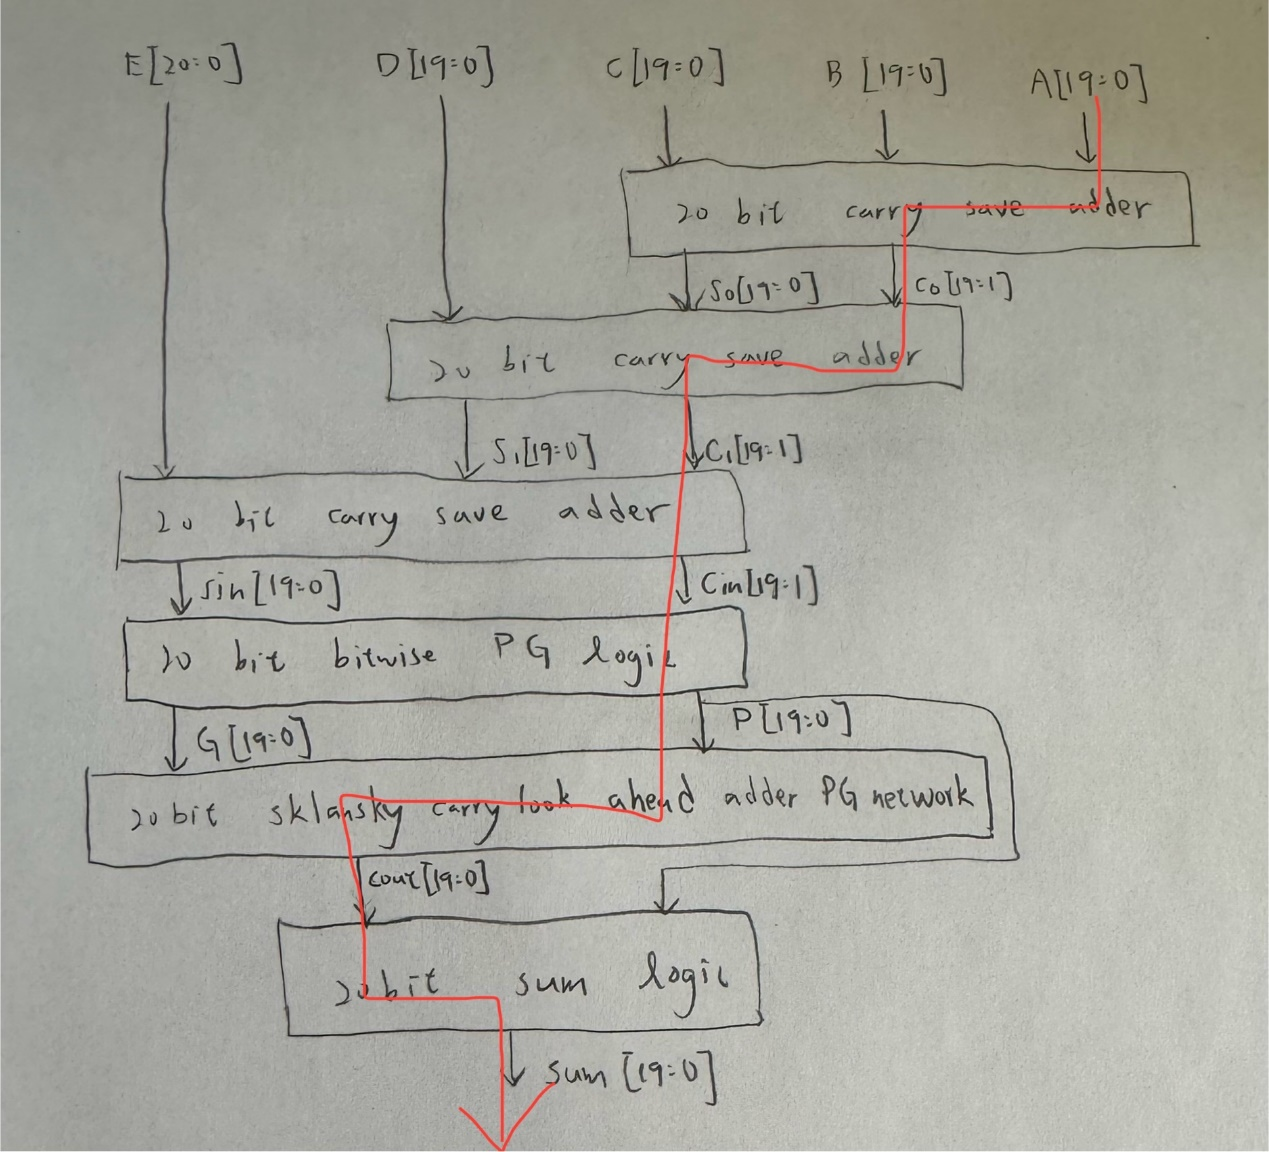 E[20:0] D[19:0] C[19:0] B[19:0] A[19:0]
20 bit carry save adder
S0[19:0] C0[19:1]
20 bit carry save adder
S1[19:0] C1[19:1]
20 bit carry save adder
Sin[19:0] Cin[19:1]
20 bit bitwise PG logic
G[19:0] P[19:0]
20 bit sklansky carry look ahead adder PG network
Cout[19:0]
20 bit sum logic
sum[19:0]